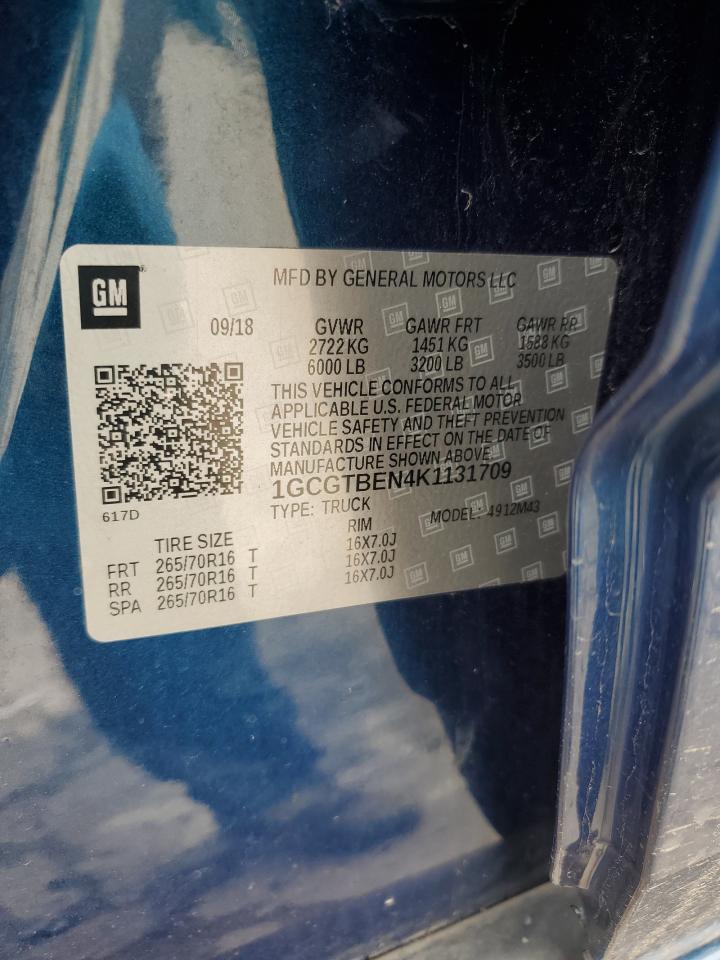 GM
MFD BY GENERAL MOTORS LLC
09/18 GVWR GAWR FRT GAWR RR
2722 KG 1451 KG 1588 KG
6000 LB 3200 LB 3500 LB
THIS VEHICLE CONFORMS TO ALL
APPLICABLE U.S. FEDERAL MOTOR
VEHICLE SAFETY AND THEFT PREVENTION
STANDARDS IN EFFECT ON THE DATE OF
MANUFACTURE SHOWN ABOVE.
1GCGTBEN4K1131709
617D
TYPE: TRUCK MODEL: 4912M43
TIRE SIZE RIM
FRT 265/70R16 T 16X7.0J
RR 265/70R16 T 16X7.0J
SPA 265/70R16 T 16X7.0J